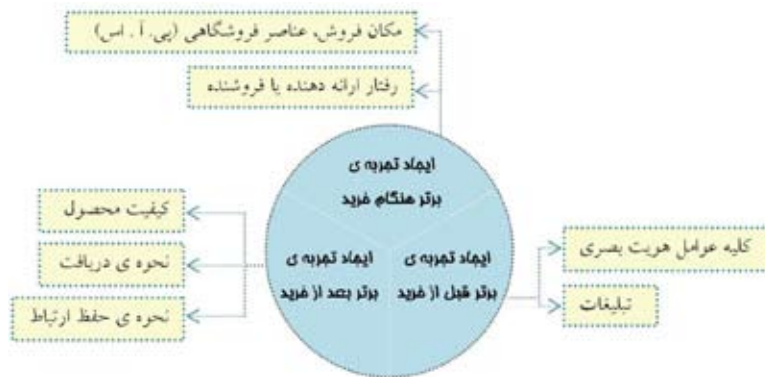 مکان فروش، عناصر فروشگاهی (پی. آ. اس)
رفتار ارائه دهنده یا فروشنده
ایجاد تجربه ی
برتر هنگام خرید
کیفیت محصول
نحوه ی دریافت
نحوه ی حفظ ارتباط
ایجاد تجربه ی
برتر بعد از خرید
ایجاد تجربه ی
برتر قبل از خرید
کلیه عوامل هویت بصری
تبلیغات